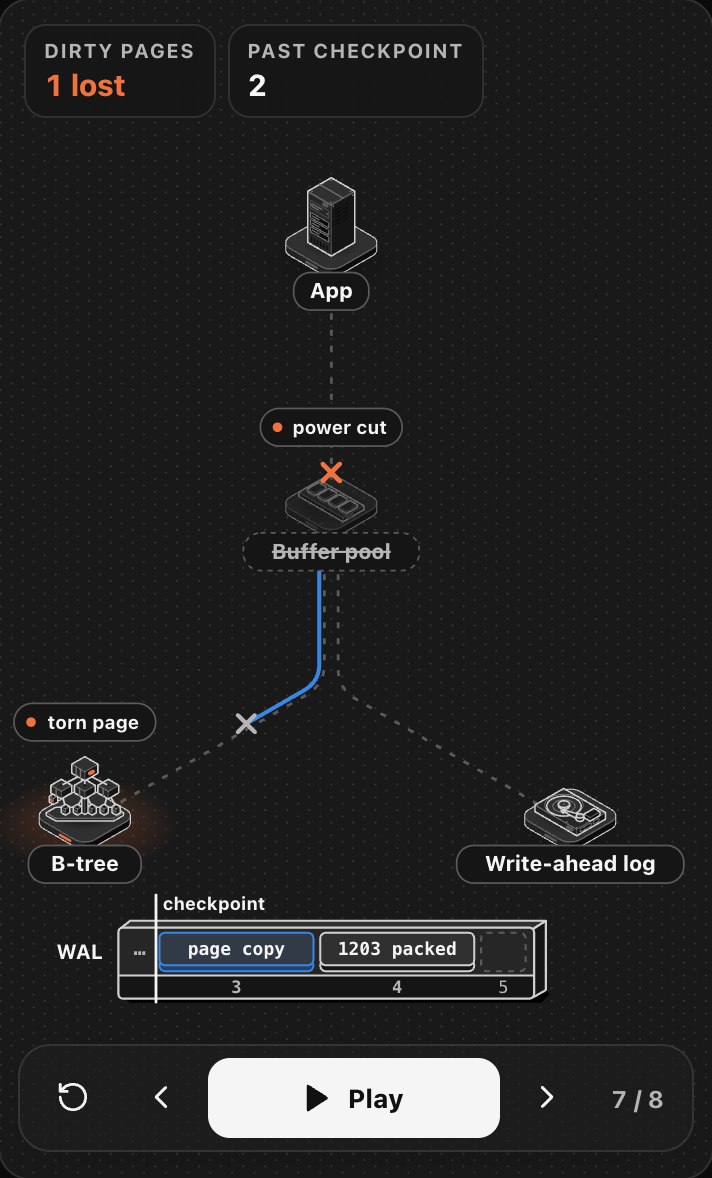 DIRTY PAGES
1 lost
PAST CHECKPOINT
2
App
power cut
Buffer pool
torn page
B-tree
Write-ahead log
checkpoint
WAL
… page copy 1203 packed
3 4 5
Play
7 / 8